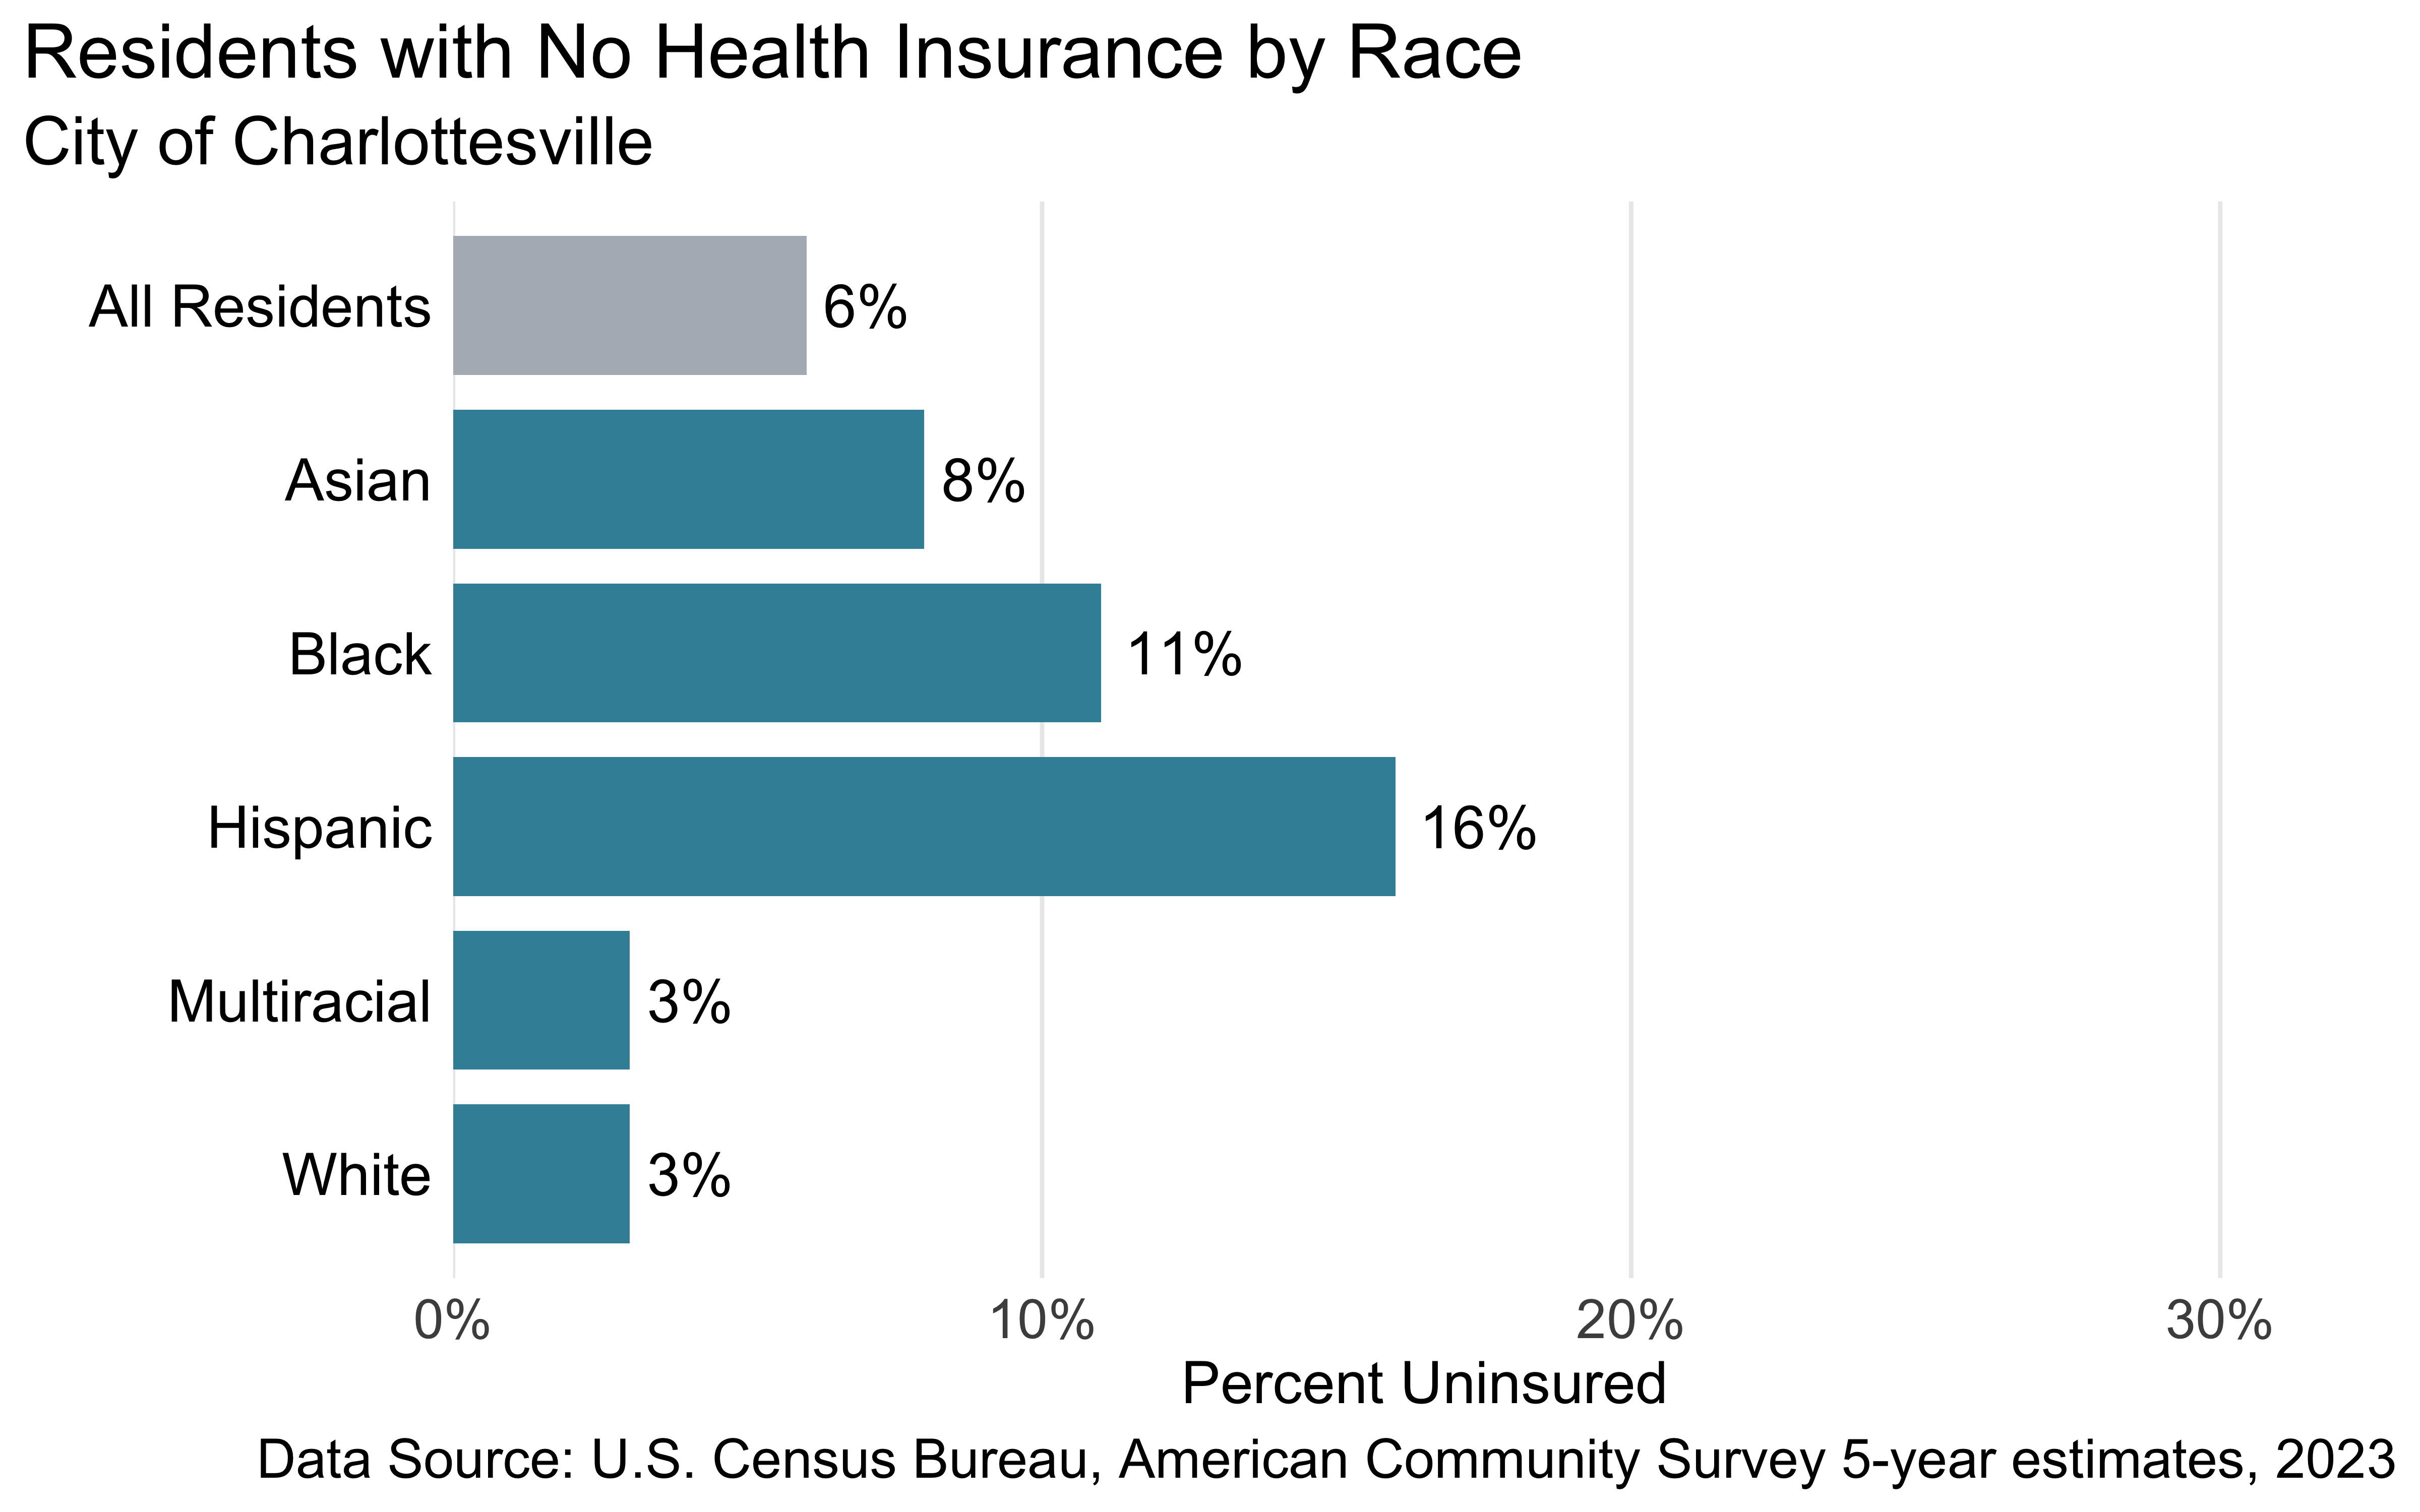 Residents with No Health Insurance by Race
City of Charlottesville
All Residents
6%
Asian
8%
Black
11%
Hispanic
16%
Multiracial
3%
White
3%
0%
10%
20%
30%
Percent Uninsured
Data Source: U.S. Census Bureau, American Community Survey 5-year estimates, 2023